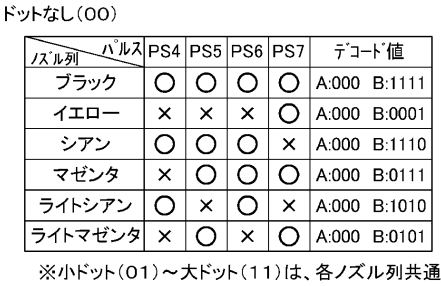 ドットなし(00)
ノズル列 パルス PS4 PS5 PS6 PS7 デコード値
ブラック ○ ○ ○ ○ A:000 B:1111
イエロー × × × ○ A:000 B:0001
シアン ○ ○ ○ × A:000 B:1110
マゼンタ × ○ ○ ○ A:000 B:0111
ライトシアン ○ × ○ × A:000 B:1010
ライトマゼンタ × ○ × ○ A:000 B:0101
※小ドット(01)~大ドット(11)は、各ノズル列共通